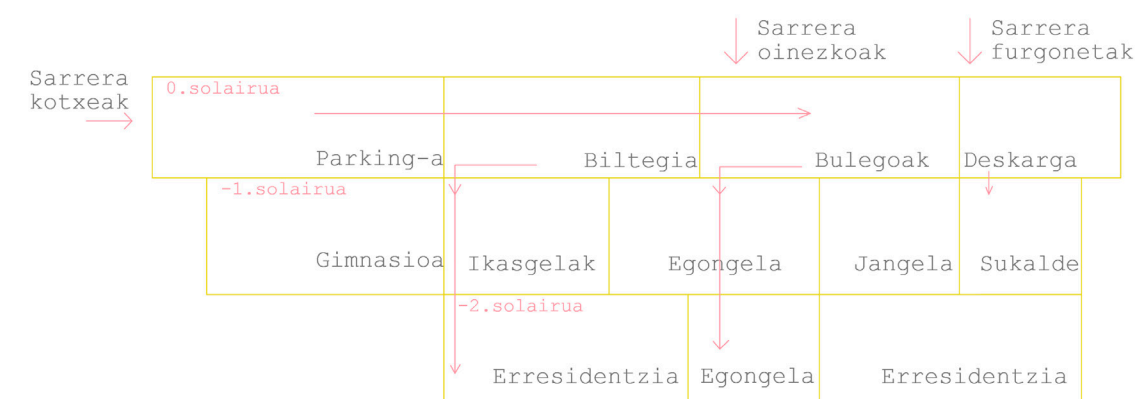 Sarrera
oinezkoak
Sarrera
furgonetak
Sarrera
kotxeak
0.solairua
Parking-a
Biltegia
Bulegoak
Deskarga
-1.solairua
Gimnasioa
Ikasgelak
Egongela
Jangela
Sukalde
-2.solairua
Erresidentzia
Egongela
Erresidentzia